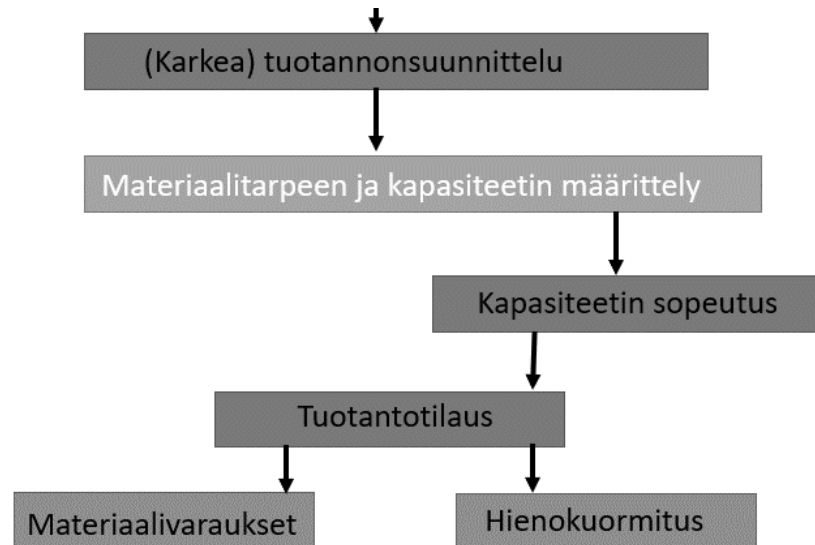 (Karkea) tuotannonsuunnittelu
Materiaalitarpeen ja kapasiteetin määrittely
Kapasiteetin sopeutus
Tuotantotilaus
Materiaalivaraukset
Hienokuormitus